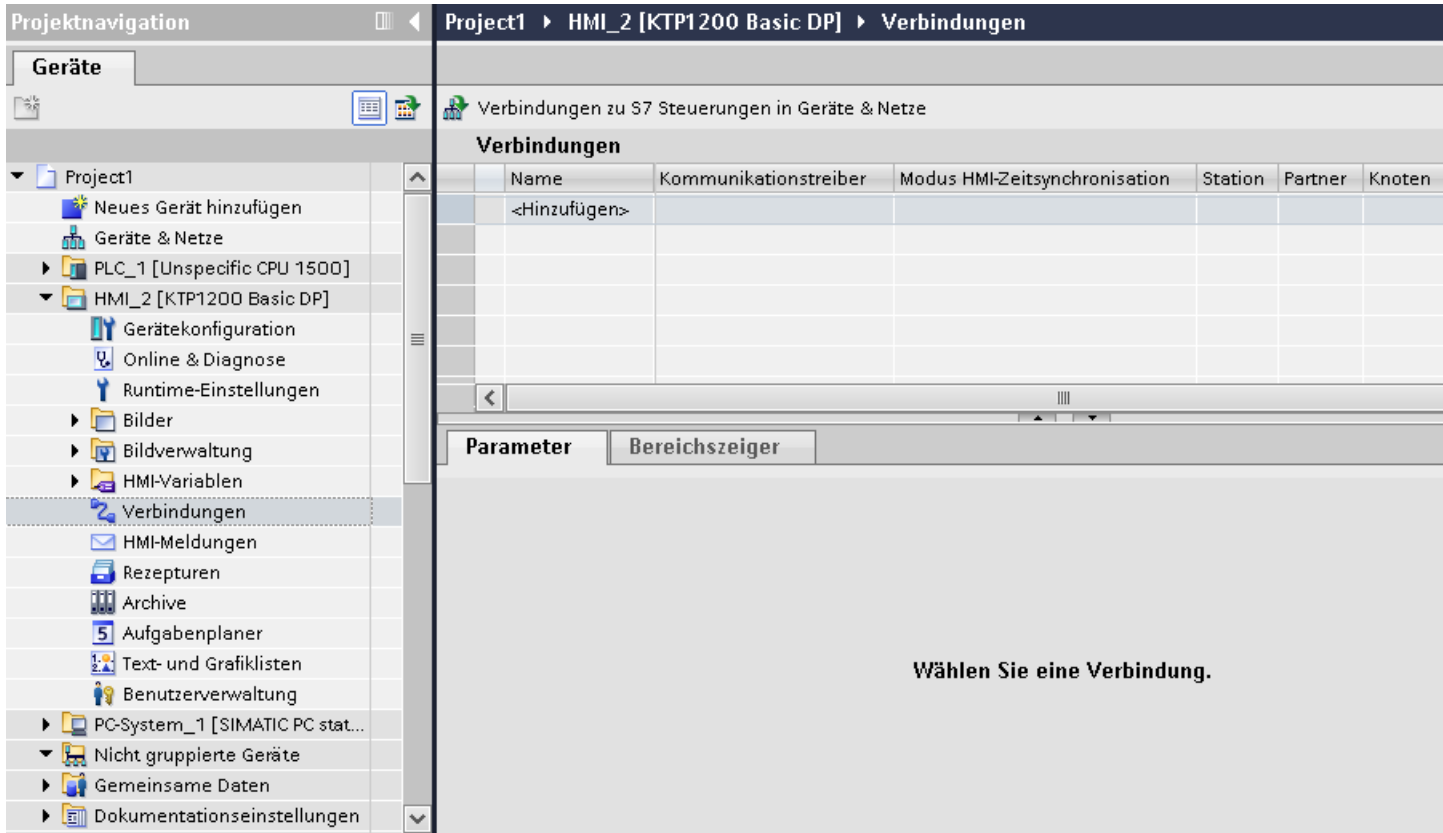 Projektnavigation
Project1 ▸ HMI_2 [KTP1200 Basic DP] ▸ Verbindungen
Geräte
Verbindungen zu S7 Steuerungen in Geräte & Netze
Verbindungen
Name Kommunikationstreiber Modus HMI-Zeitsynchronisation Station Partner Knoten
<Hinzufügen>
Project1
Neues Gerät hinzufügen
Geräte & Netze
PLC_1 [Unspecific CPU 1500]
HMI_2 [KTP1200 Basic DP]
Gerätekonfiguration
Online & Diagnose
Runtime-Einstellungen
Bilder
Bildverwaltung
HMI-Variablen
Verbindungen
HMI-Meldungen
Rezepturen
Archive
Aufgabenplaner
Text- und Grafiklisten
Benutzerverwaltung
PC-System_1 [SIMATIC PC stat...
Nicht gruppierte Geräte
Gemeinsame Daten
Dokumentationseinstellungen
Parameter Bereichszeiger
Wählen Sie eine Verbindung.